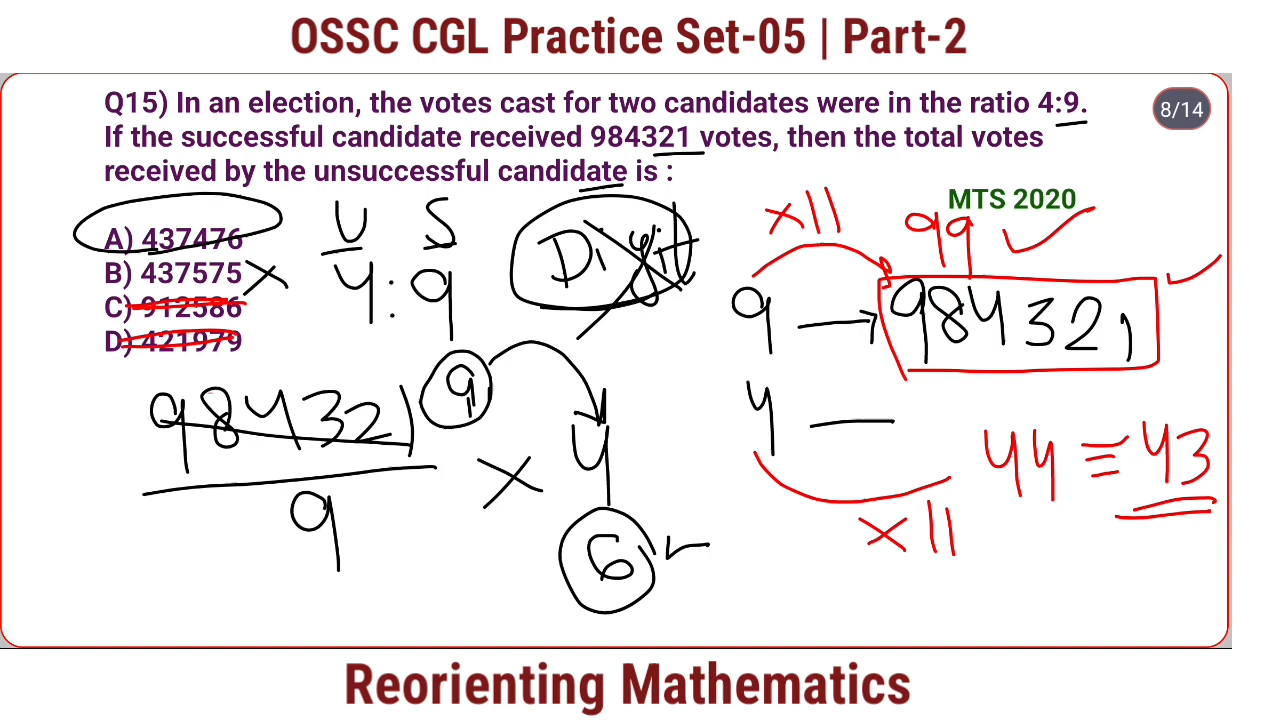 OSSC CGL Practice Set-05 | Part-2
Q15) In an election, the votes cast for two candidates were in the ratio 4:9.
If the successful candidate received 984321 votes, then the total votes
received by the unsuccessful candidate is :
8/14
MTS 2020
A) 437476
B) 437575
C) 912586
D) 421979
U S
4 : 9
Digit
x11
99
9 → 984321
4 —
x11
44 ≡ 43
984321
9
9
× 4
6
Reorienting Mathematics